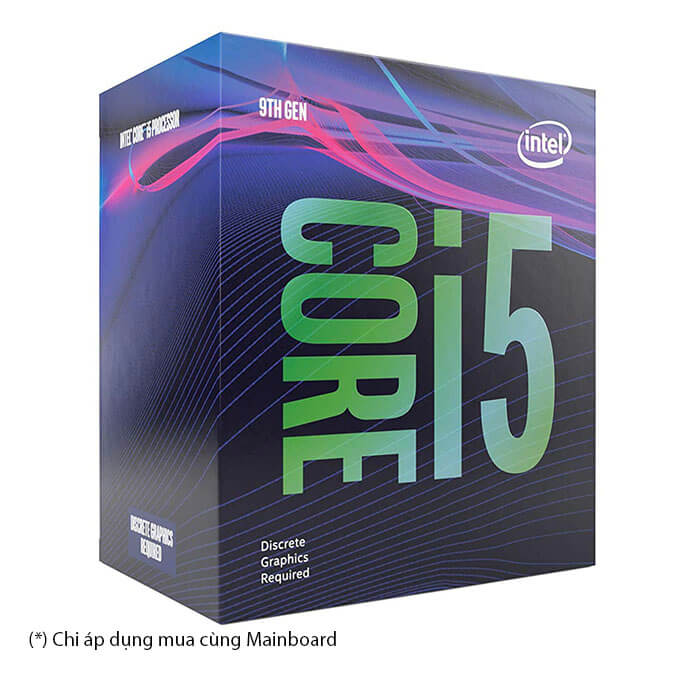 INTEL® CORE™ i5 PROCESSOR
9TH GEN
intel
CORE i5
DISCRETE GRAPHICS
REQUIRED
Discrete
Graphics
Required
(*) Chỉ áp dụng mua cùng Mainboard